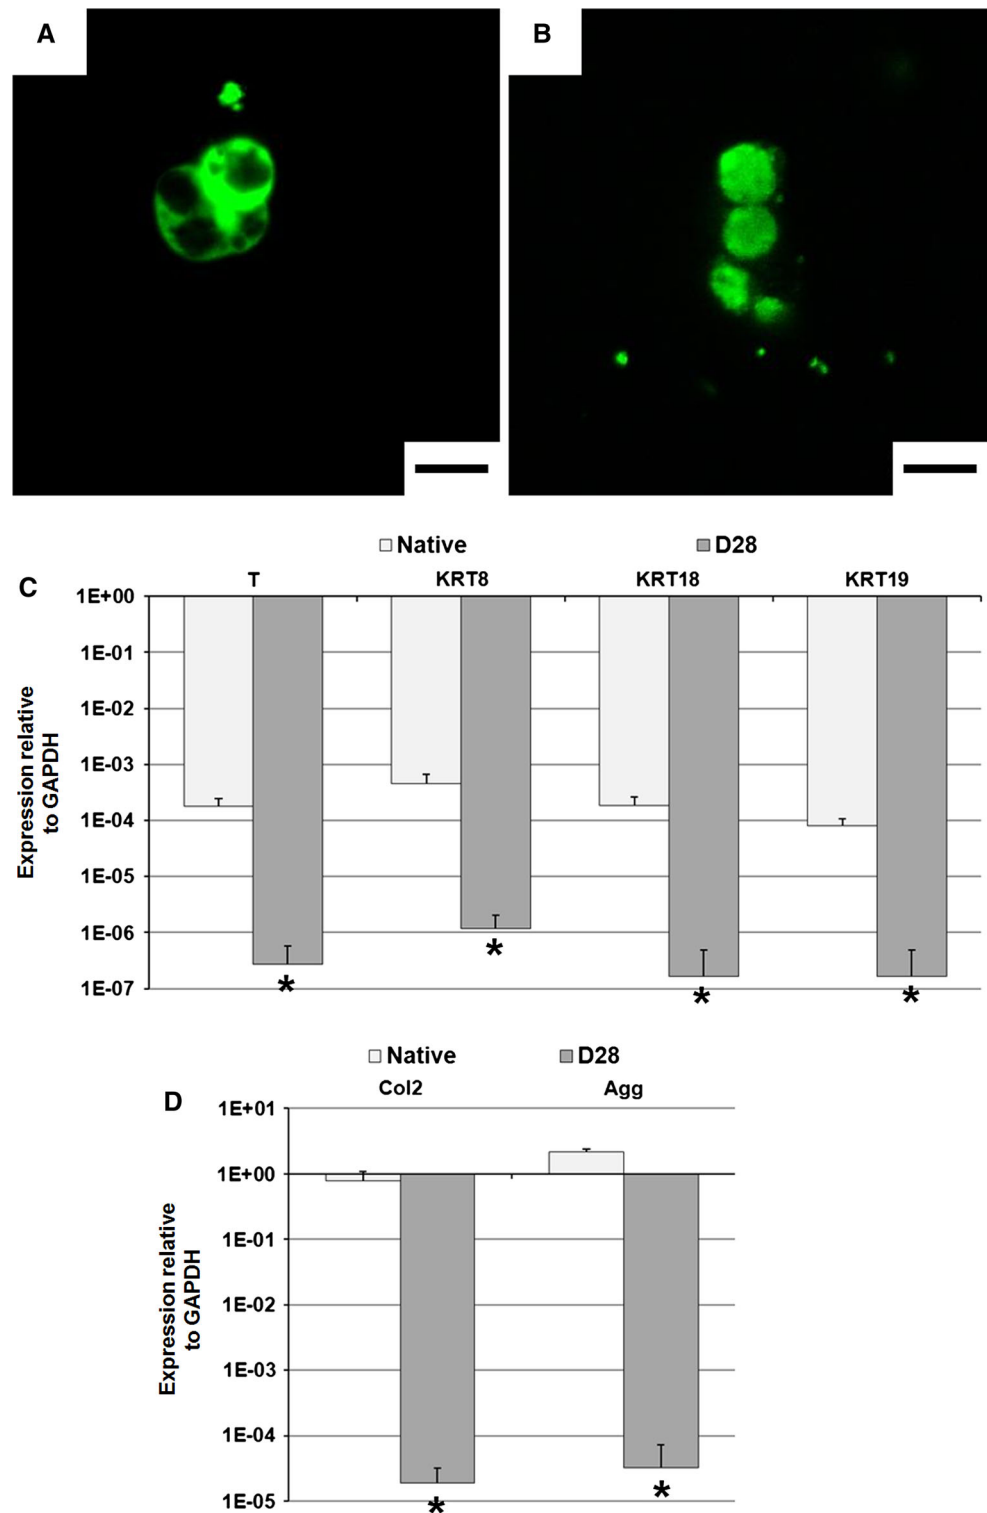 A
B
Native D28
C
T KRT8 KRT18 KRT19
1E+00
1E-01
1E-02
1E-03
1E-04
1E-05
1E-06
1E-07
Expression relative
to GAPDH
*
*
*
*
Native D28
D
Col2 Agg
1E+01
1E+00
1E-01
1E-02
1E-03
1E-04
1E-05
Expression relative
to GAPDH
*
*